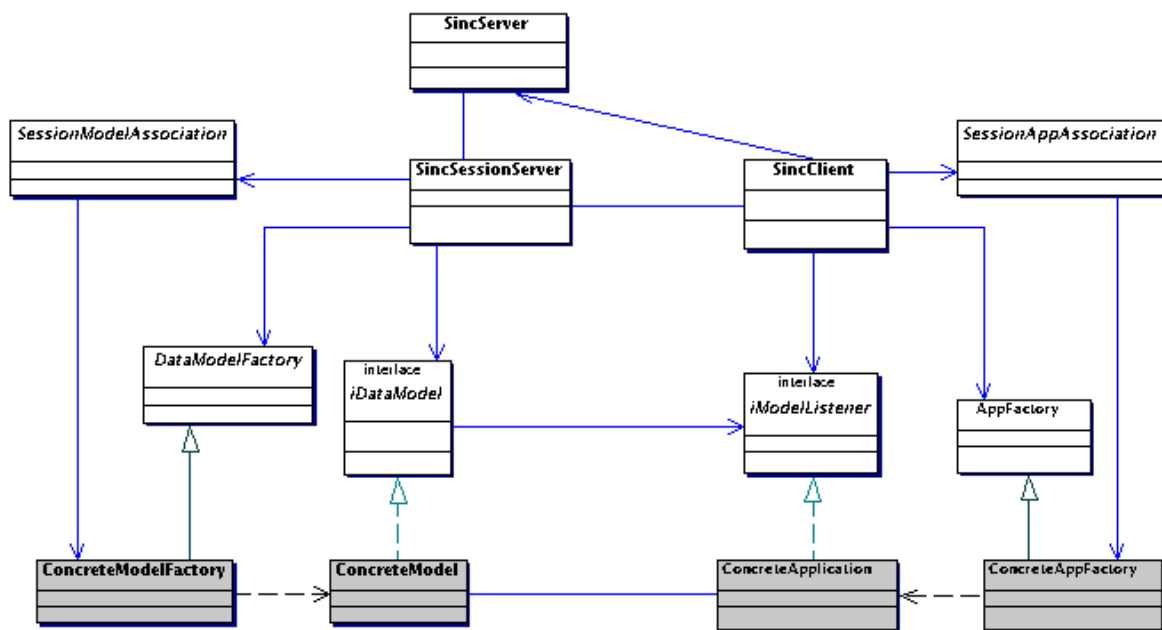 SincServer
SessionModelAssociation
SessionAppAssociation
SincSessionServer
SincClient
DataModelFactory
interface
iDataModel
interface
iModelListener
AppFactory
ConcreteModelFactory
ConcreteModel
ConcreteApplication
ConcreteAppFactory